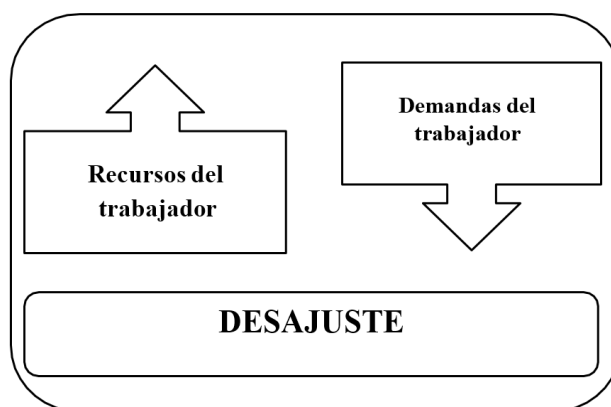 Recursos del
trabajador
Demandas del
trabajador
DESAJUSTE